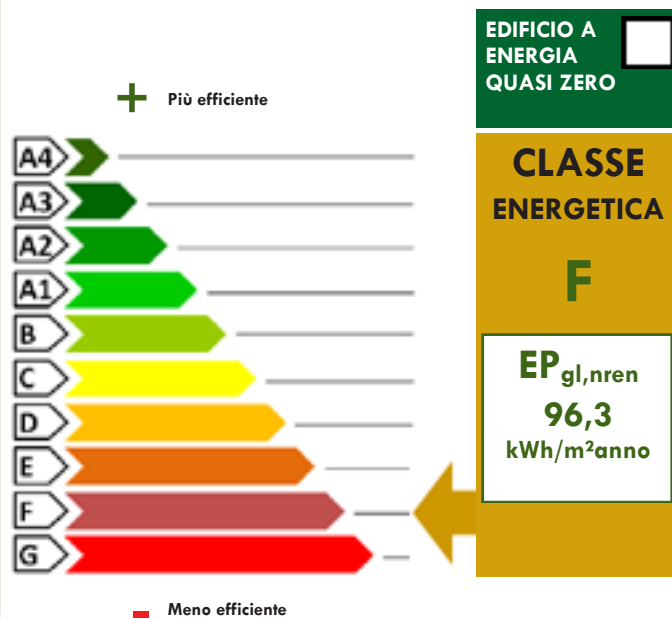 EDIFICIO A
ENERGIA
QUASI ZERO
+ Più efficiente
A4
A3
A2
A1
B
C
D
E
F
G
- Meno efficiente
CLASSE
ENERGETICA
F
EPgl,nren
96,3
kWh/m²anno